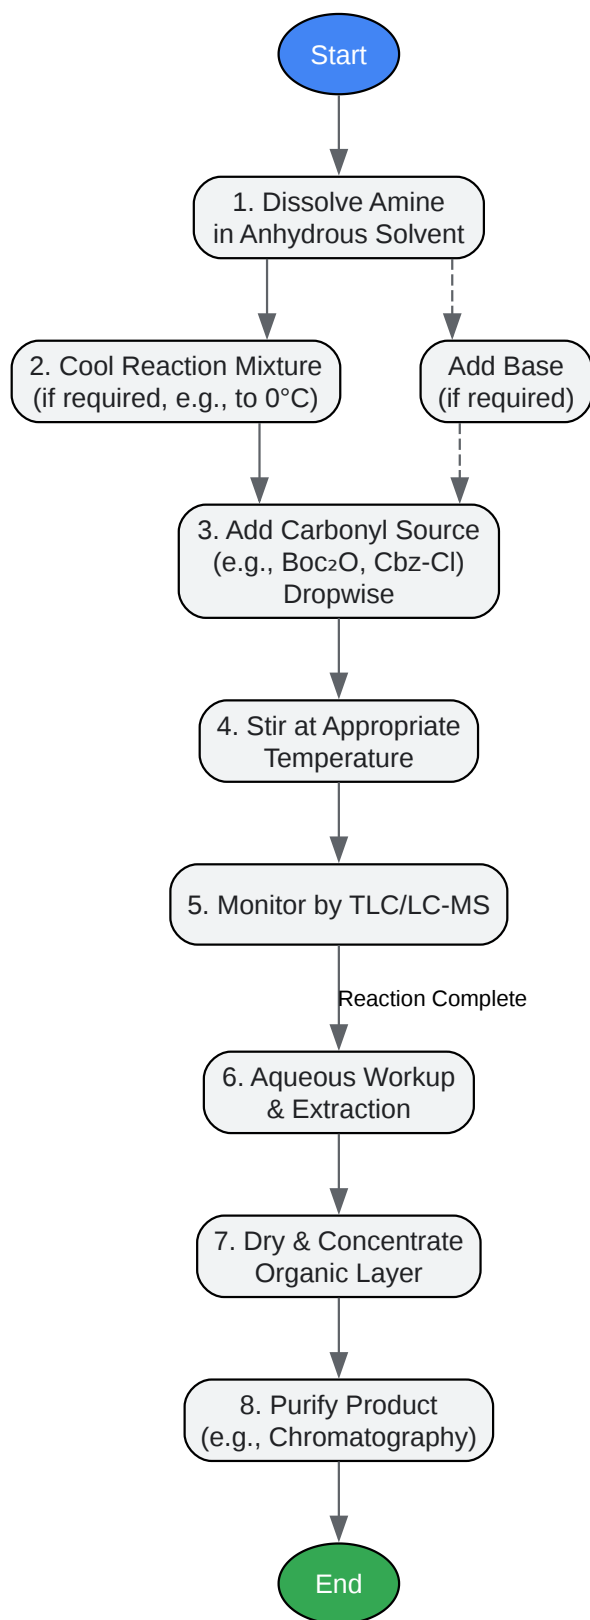 Start
1. Dissolve Amine
in Anhydrous Solvent
2. Cool Reaction Mixture
(if required, e.g., to 0°C)
Add Base
(if required)
3. Add Carbonyl Source
(e.g., Boc₂O, Cbz-Cl)
Dropwise
4. Stir at Appropriate
Temperature
5. Monitor by TLC/LC-MS
Reaction Complete
6. Aqueous Workup
& Extraction
7. Dry & Concentrate
Organic Layer
8. Purify Product
(e.g., Chromatography)
End